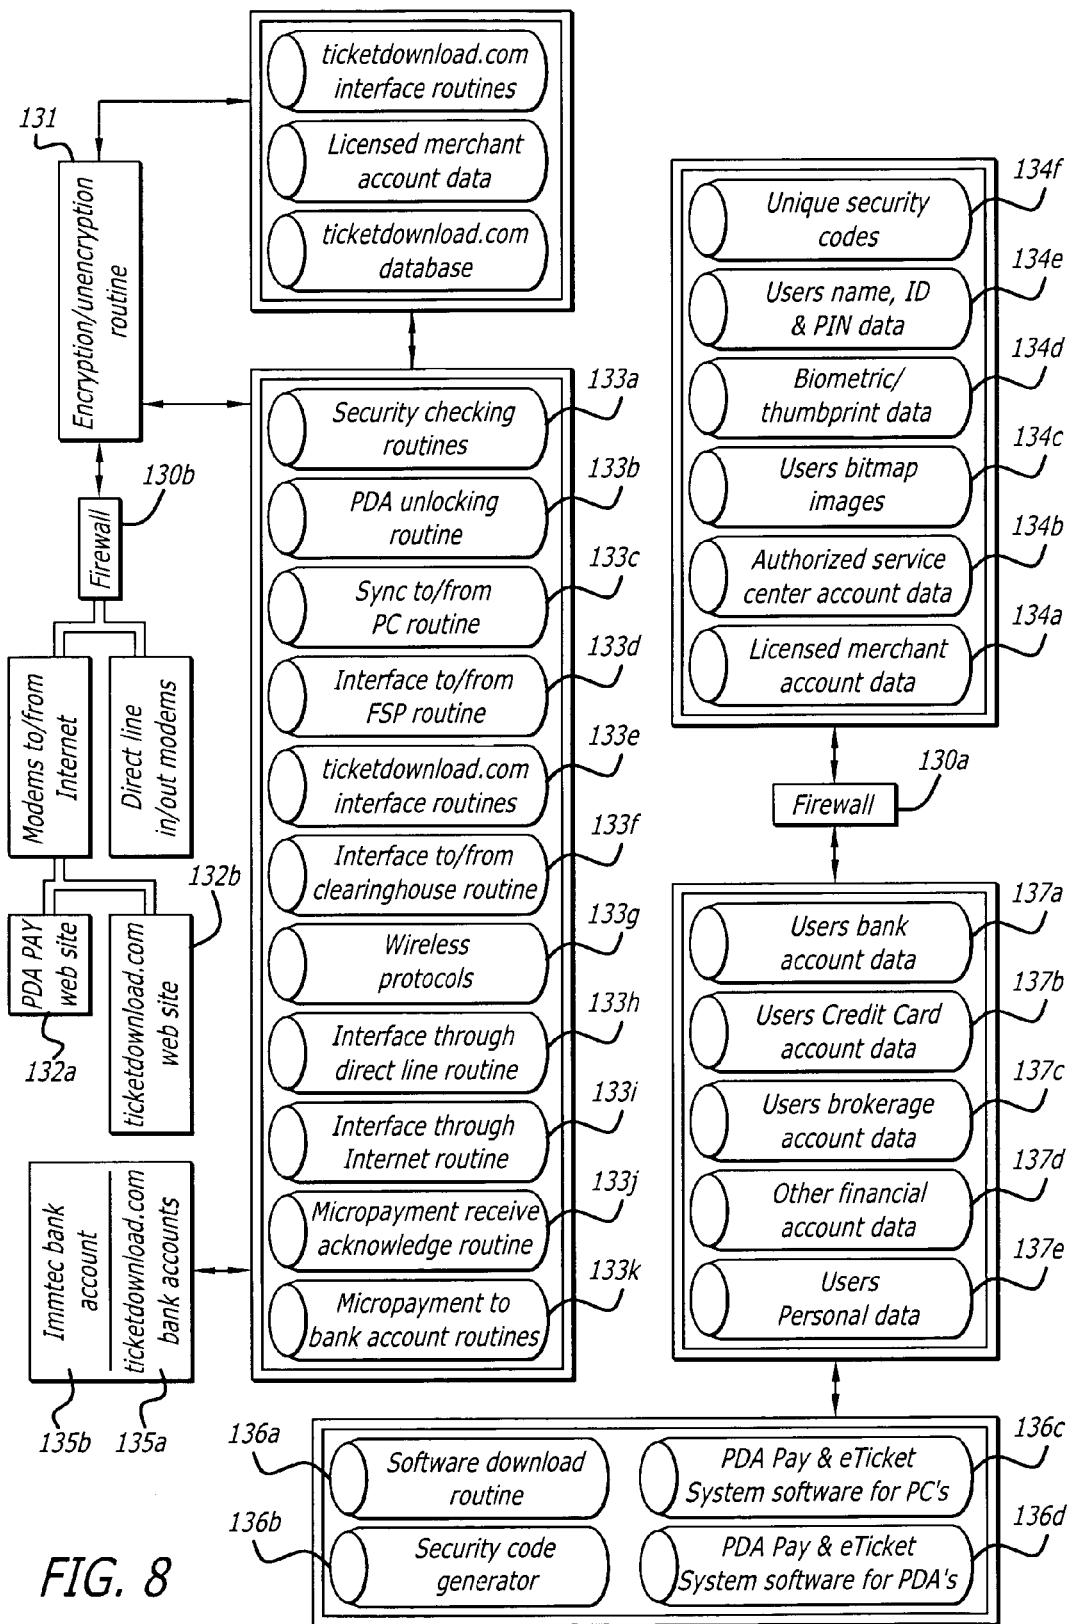 ticketdownload.com
interface routines
Licensed merchant
account data
ticketdownload.com
database
131
Encryption/unencryption
routine
130b
Firewall
Modems to/from
Internet
Direct line
in/out modems
PDA PAY
web site
132a
132b
ticketdownload.com
web site
Immtec bank
account
ticketdownload.com
bank accounts
135b
135a
Security checking
routines
133a
PDA unlocking
routine
133b
Sync to/from
PC routine
133c
Interface to/from
FSP routine
133d
ticketdownload.com
interface routines
133e
Interface to/from
clearinghouse routine
133f
Wireless
protocols
133g
Interface through
direct line routine
133h
Interface through
Internet routine
133i
Micropayment receive
acknowledge routine
133j
Micropayment to
bank account routines
133k
Unique security
codes
134f
Users name, ID
& PIN data
134e
Biometric/
thumbprint data
134d
Users bitmap
images
134c
Authorized service
center account data
134b
Licensed merchant
account data
134a
Firewall
130a
Users bank
account data
137a
Users Credit Card
account data
137b
Users brokerage
account data
137c
Other financial
account data
137d
Users
Personal data
137e
136a
Software download
routine
136b
Security code
generator
PDA Pay & eTicket
System software for PC's
136c
PDA Pay & eTicket
System software for PDA's
136d
FIG. 8